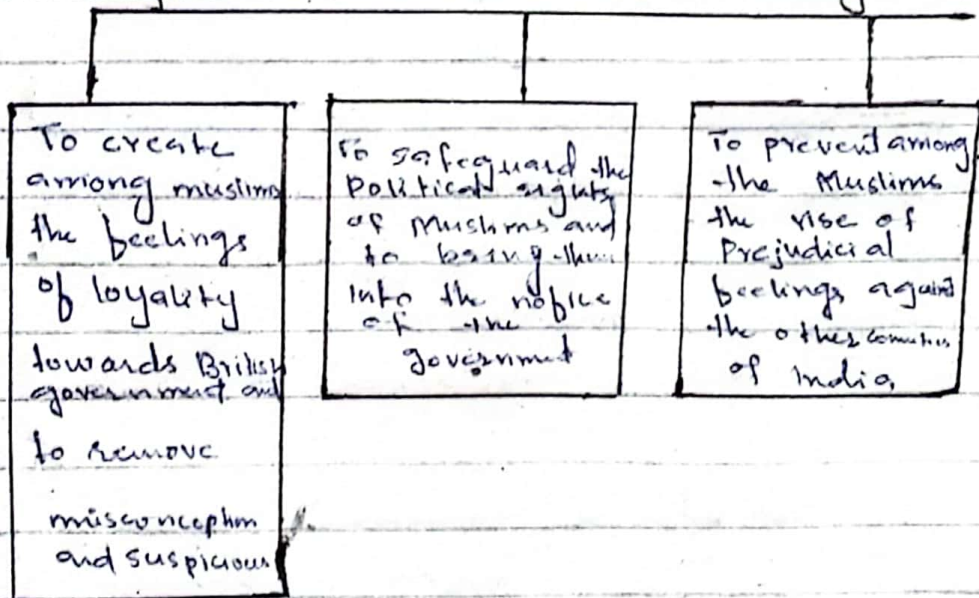 To create
among muslims
the feelings
of loyality
towards British
government and
to remove
misconception
and suspicious
To safeguard the
Political rights
of Muslims and
to bring them
into the notice
of the
government
To prevent among
the Muslims
the rise of
Prejudicial
feelings against
the other communities
of India